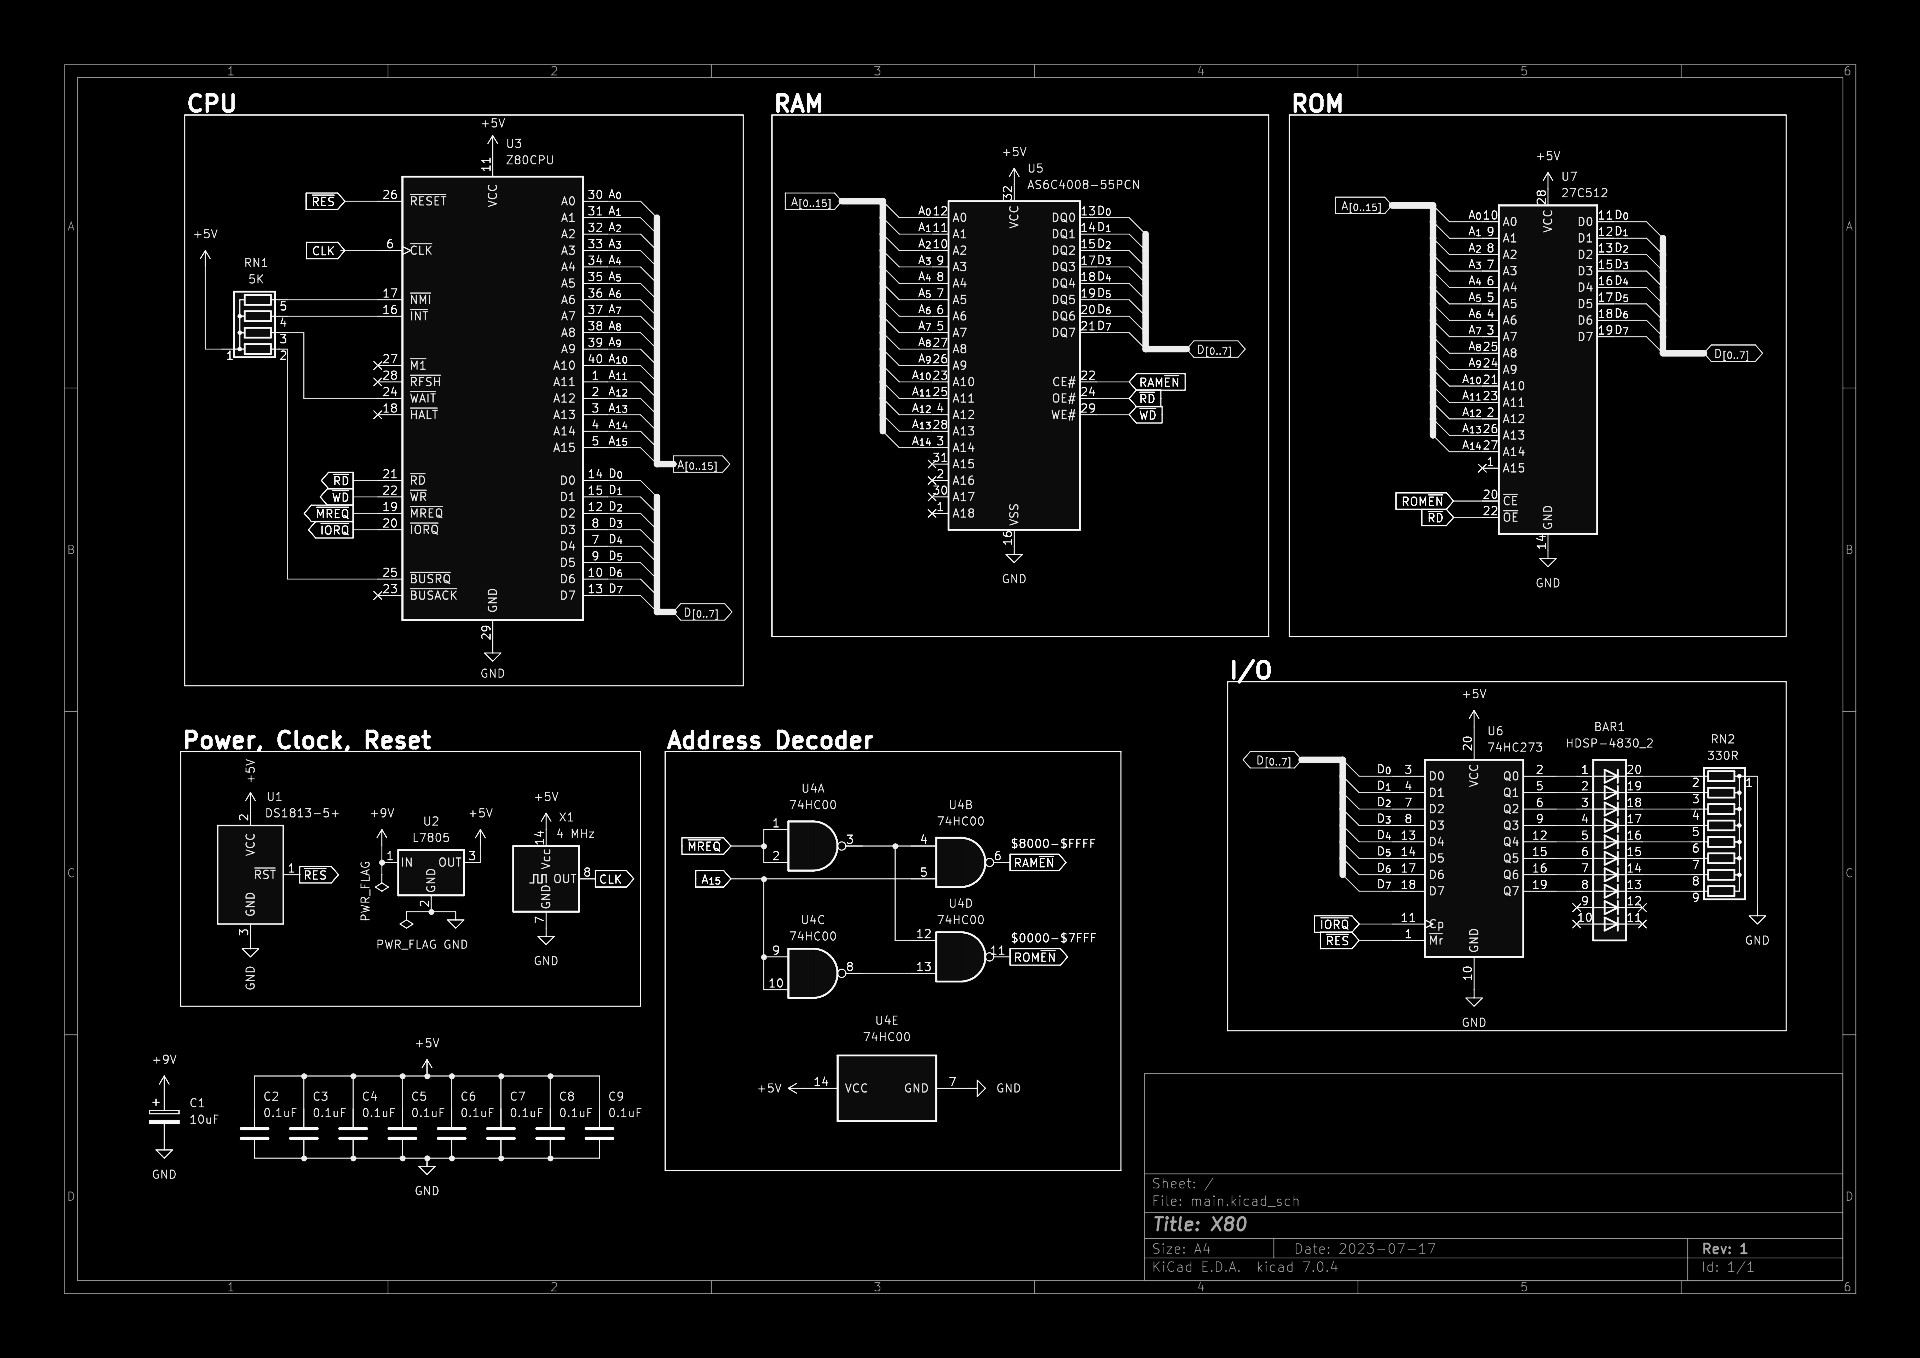 1 2 3 4 5 6
A
B
C
D
CPU
+5V
U3
Z80CPU
11
VCC
RES 26 RESET
CLK 6 CLK
+5V
RN1
5K
17 NMI
16 INT
5
4
3
2
1
27 M1
28 RFSH
24 WAIT
18 HALT
RD 21 RD
WD 22 WR
MREQ 19 MREQ
IORQ 20 IORQ
25 BUSRQ
23 BUSACK
A0 30 A0
A1 31 A1
A2 32 A2
A3 33 A3
A4 34 A4
A5 35 A5
A6 36 A6
A7 37 A7
A8 38 A8
A9 39 A9
A10 40 A10
A11 1 A11
A12 2 A12
A13 3 A13
A14 4 A14
A15 5 A15
A[0..15]
D0 14 D0
D1 15 D1
D2 12 D2
D3 8 D3
D4 7 D4
D5 9 D5
D6 10 D6
D7 13 D7
D[0..7]
GND
29
GND
RAM
+5V
U5
AS6C4008-55PCN
32
VCC
A[0..15]
A0 12 A0
A1 11 A1
A2 10 A2
A3 9 A3
A4 8 A4
A5 7 A5
A6 6 A6
A7 5 A7
A8 27 A8
A9 26 A9
A10 23 A10
A11 25 A11
A12 4 A12
A13 28 A13
A14 3 A14
31 A15
2 A16
30 A17
1 A18
DQ0 13 D0
DQ1 14 D1
DQ2 15 D2
DQ3 17 D3
DQ4 18 D4
DQ5 19 D5
DQ6 20 D6
DQ7 21 D7
D[0..7]
CE# 22 RAMEN
OE# 24 RD
WE# 29 WD
VSS
16
GND
ROM
+5V
U7
27C512
28
VCC
A[0..15]
A0 10 A0
A1 9 A1
A2 8 A2
A3 7 A3
A4 6 A4
A5 5 A5
A6 4 A6
A7 3 A7
A8 25 A8
A9 24 A9
A10 21 A10
A11 23 A11
A12 2 A12
A13 26 A13
A14 27 A14
1 A15
ROMEN 20 CE
RD 22 OE
D0 11 D0
D1 12 D1
D2 13 D2
D3 15 D3
D4 16 D4
D5 17 D5
D6 18 D6
D7 19 D7
D[0..7]
GND
14
GND
I/O
+5V
U6
74HC273
20
VCC
D[0..7]
D0 3 D0
D1 4 D1
D2 7 D2
D3 8 D3
D4 13 D4
D5 14 D5
D6 17 D6
D7 18 D7
IORQ 11 Cp
RES 1 Mr
Q0 2
Q1 5
Q2 6
Q3 9
Q4 12
Q5 15
Q6 16
Q7 19
GND
10
GND
BAR1
HDSP-4830_2
1 20
2 19
3 18
4 17
5 16
6 15
7 14
8 13
9 12
10 11
RN2
330R
1
2
3
4
5
6
7
8
9
GND
Power, Clock, Reset
+5V
U1
DS1813-5+
2
VCC
RST 1 RES
GND
3
GND
+9V
U2
L7805
+5V
1 IN OUT 3
GND
2
PWR_FLAG
PWR_FLAG GND
+5V
X1
4 MHz
14
Vcc
OUT 8 CLK
GND
7
GND
Address Decoder
U4A
74HC00
MREQ
1
2
3
A15
U4B
74HC00
4
5
6
$8000-$FFFF
RAMEN
U4C
74HC00
9
10
8
U4D
74HC00
12
13
11
$0000-$7FFF
ROMEN
U4E
74HC00
+5V 14 VCC GND 7 GND
+9V
+
C1
10uF
GND
+5V
C2 C3 C4 C5 C6 C7 C8 C9
0.1uF 0.1uF 0.1uF 0.1uF 0.1uF 0.1uF 0.1uF 0.1uF
GND
Sheet: /
File: main.kicad_sch
Title: X80
Size: A4 Date: 2023-07-17 Rev: 1
KiCad E.D.A. kicad 7.0.4 Id: 1/1
A
B
C
D
1 2 3 4 5 6